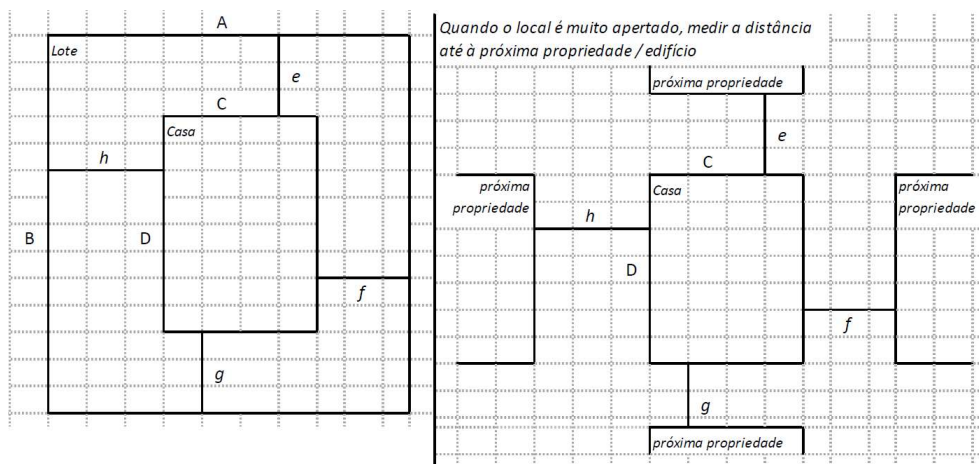 A
Lote
e
C
Casa
h
B
D
f
g
Quando o local é muito apertado, medir a distância
até à próxima propriedade / edifício
próxima propriedade
e
C
próxima
propriedade
Casa
próxima
propriedade
h
D
f
g
próxima propriedade